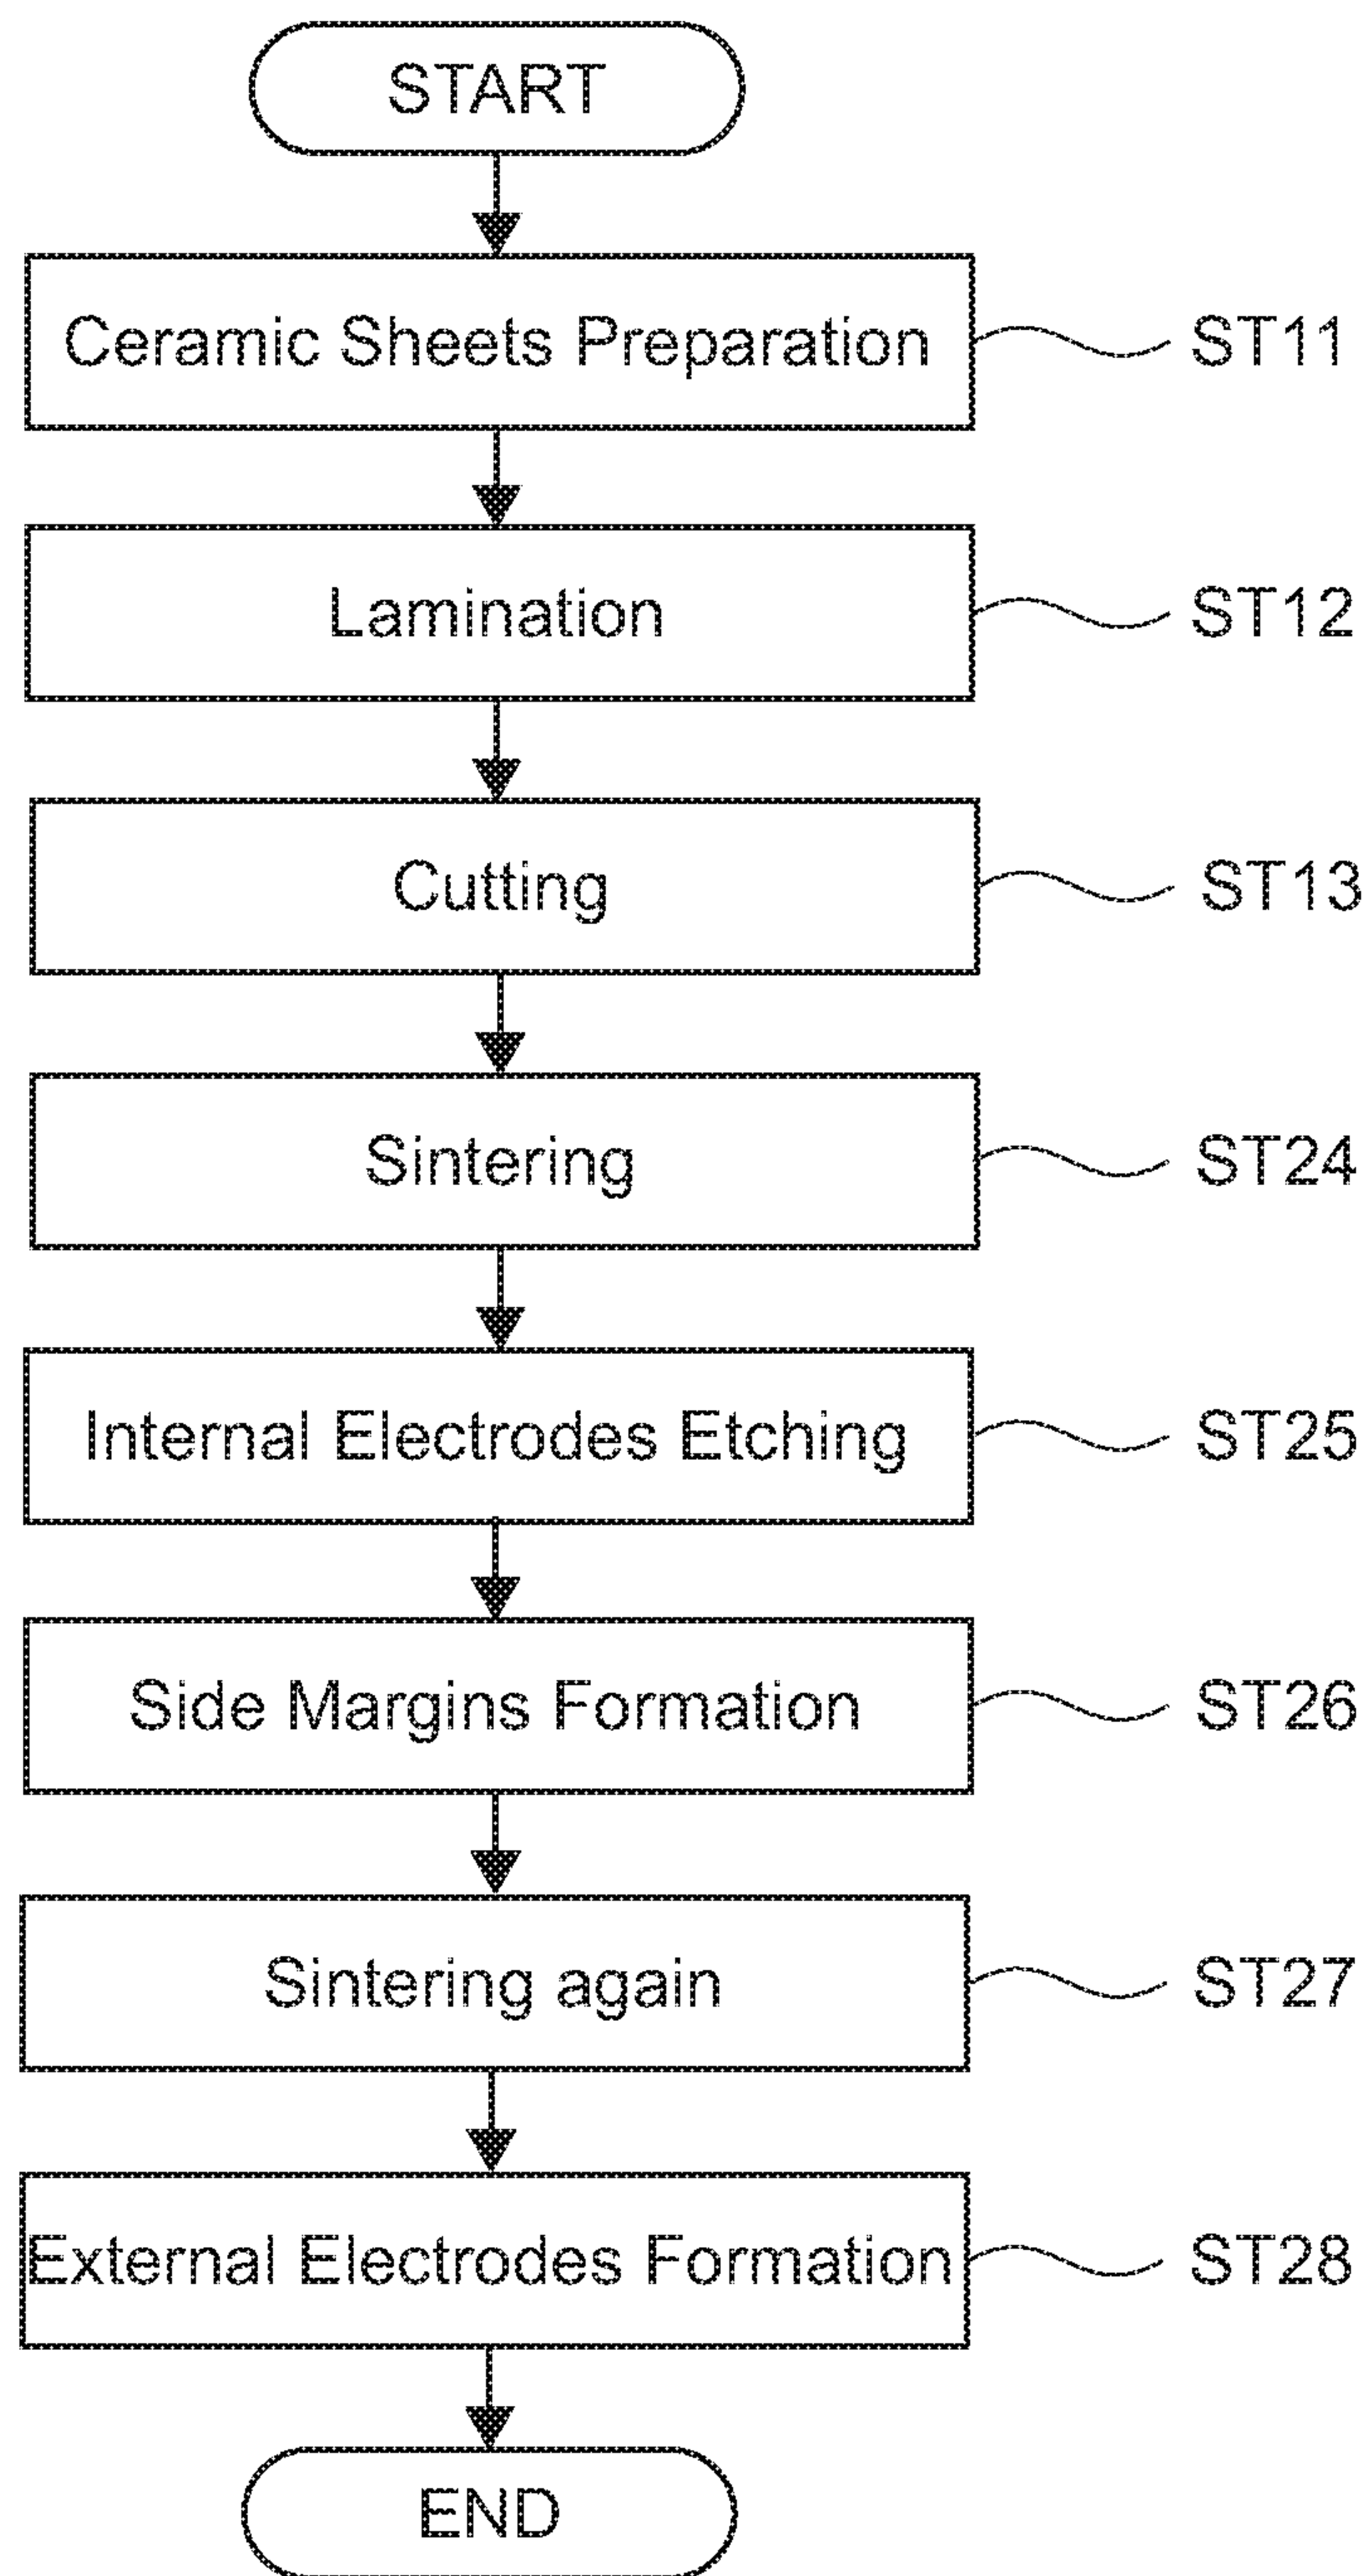 START
Ceramic Sheets Preparation ST11
Lamination ST12
Cutting ST13
Sintering ST24
Internal Electrodes Etching ST25
Side Margins Formation ST26
Sintering again ST27
External Electrodes Formation ST28
END